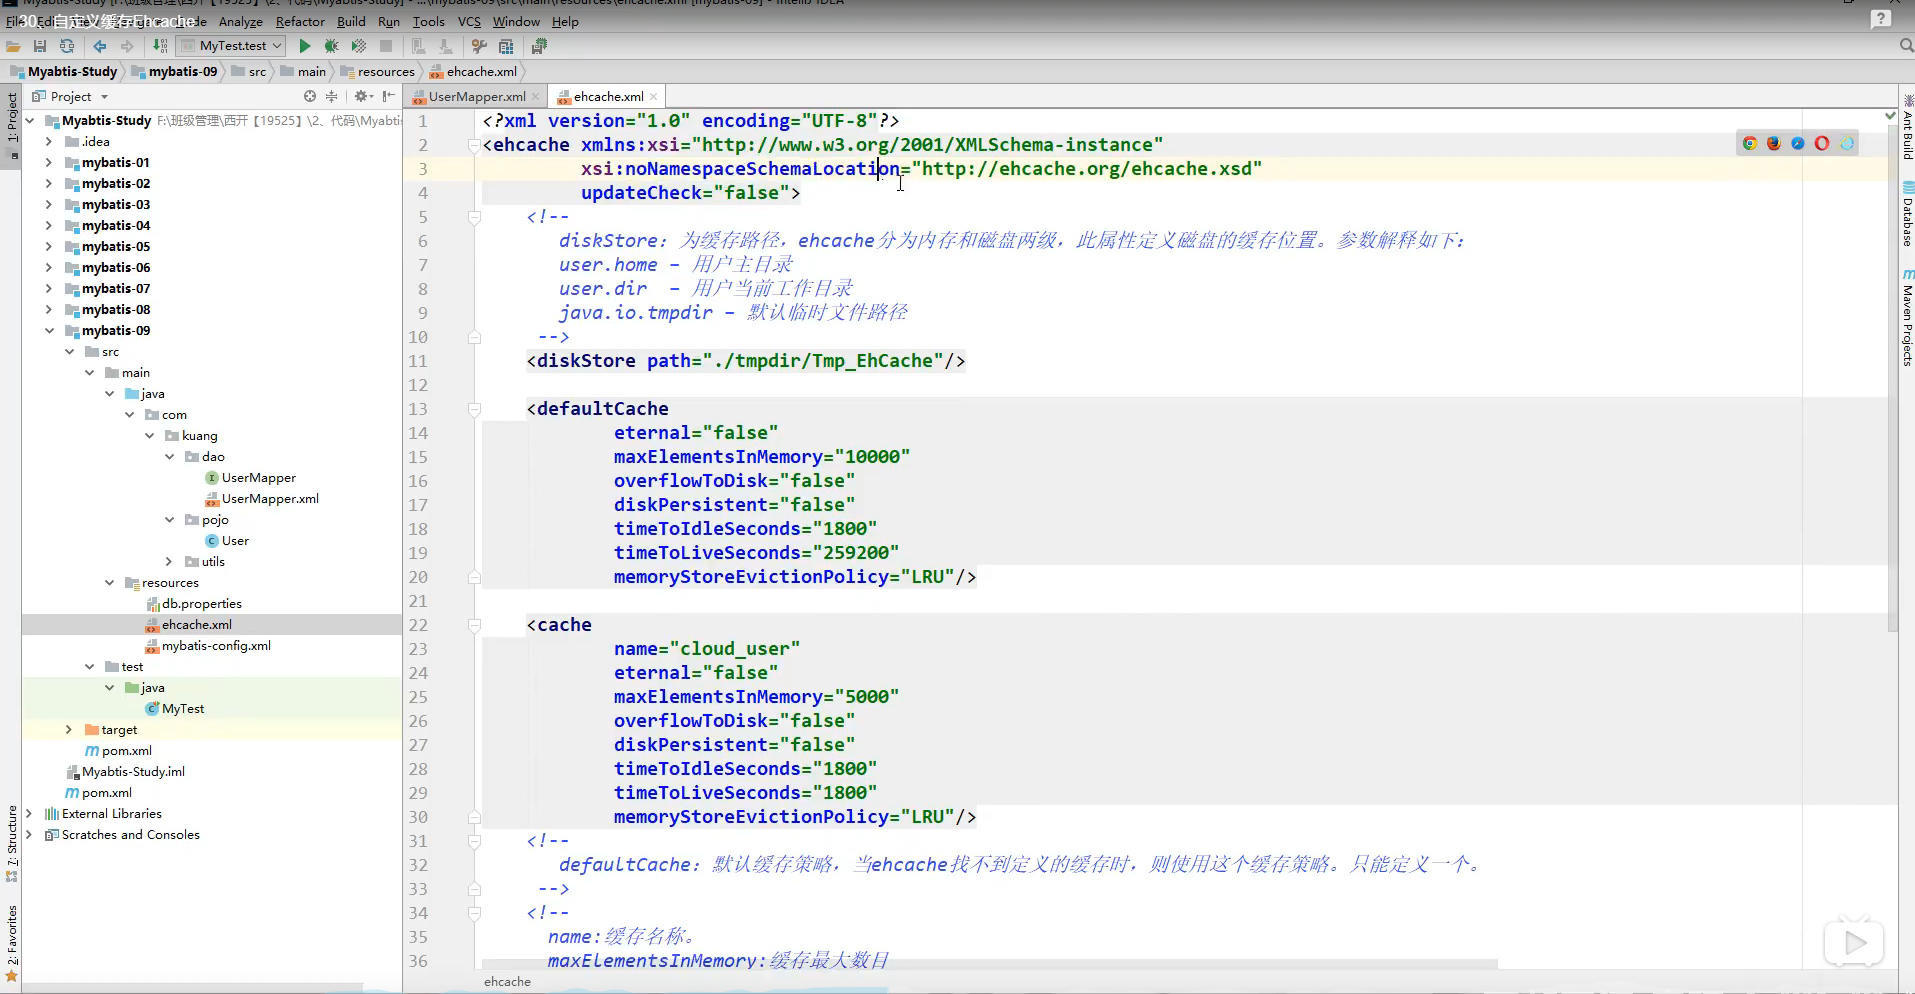 30、自定义缓存Ehcache
Analyze Refactor Build Run Tools VCS Window Help
MyTest.test
Myabtis-Study mybatis-09 src main resources ehcache.xml
Project
UserMapper.xml ehcache.xml
1: Project
Myabtis-Study F:\班级管理\西开【19525】\2、代码\Myabtis
.idea
mybatis-01
mybatis-02
mybatis-03
mybatis-04
mybatis-05
mybatis-06
mybatis-07
mybatis-08
mybatis-09
src
main
java
com
kuang
dao
UserMapper
UserMapper.xml
pojo
User
utils
resources
db.properties
ehcache.xml
mybatis-config.xml
test
java
MyTest
target
pom.xml
Myabtis-Study.iml
pom.xml
External Libraries
Scratches and Consoles
7: Structure
2: Favorites
1 <?xml version="1.0" encoding="UTF-8"?>
2 <ehcache xmlns:xsi="http://www.w3.org/2001/XMLSchema-instance"
3 xsi:noNamespaceSchemaLocation="http://ehcache.org/ehcache.xsd"
4 updateCheck="false">
5 <!--
6 diskStore: 为缓存路径，ehcache分为内存和磁盘两级，此属性定义磁盘的缓存位置。参数解释如下：
7 user.home – 用户主目录
8 user.dir – 用户当前工作目录
9 java.io.tmpdir – 默认临时文件路径
10 -->
11 <diskStore path="./tmpdir/Tmp_EhCache"/>
12
13 <defaultCache
14 eternal="false"
15 maxElementsInMemory="10000"
16 overflowToDisk="false"
17 diskPersistent="false"
18 timeToIdleSeconds="1800"
19 timeToLiveSeconds="259200"
20 memoryStoreEvictionPolicy="LRU"/>
21
22 <cache
23 name="cloud_user"
24 eternal="false"
25 maxElementsInMemory="5000"
26 overflowToDisk="false"
27 diskPersistent="false"
28 timeToIdleSeconds="1800"
29 timeToLiveSeconds="1800"
30 memoryStoreEvictionPolicy="LRU"/>
31 <!--
32 defaultCache: 默认缓存策略，当ehcache找不到定义的缓存时，则使用这个缓存策略。只能定义一个。
33 -->
34 <!--
35 name:缓存名称。
36 maxElementsInMemory:缓存最大数目
ehcache
Ant Build
Database
Maven Projects